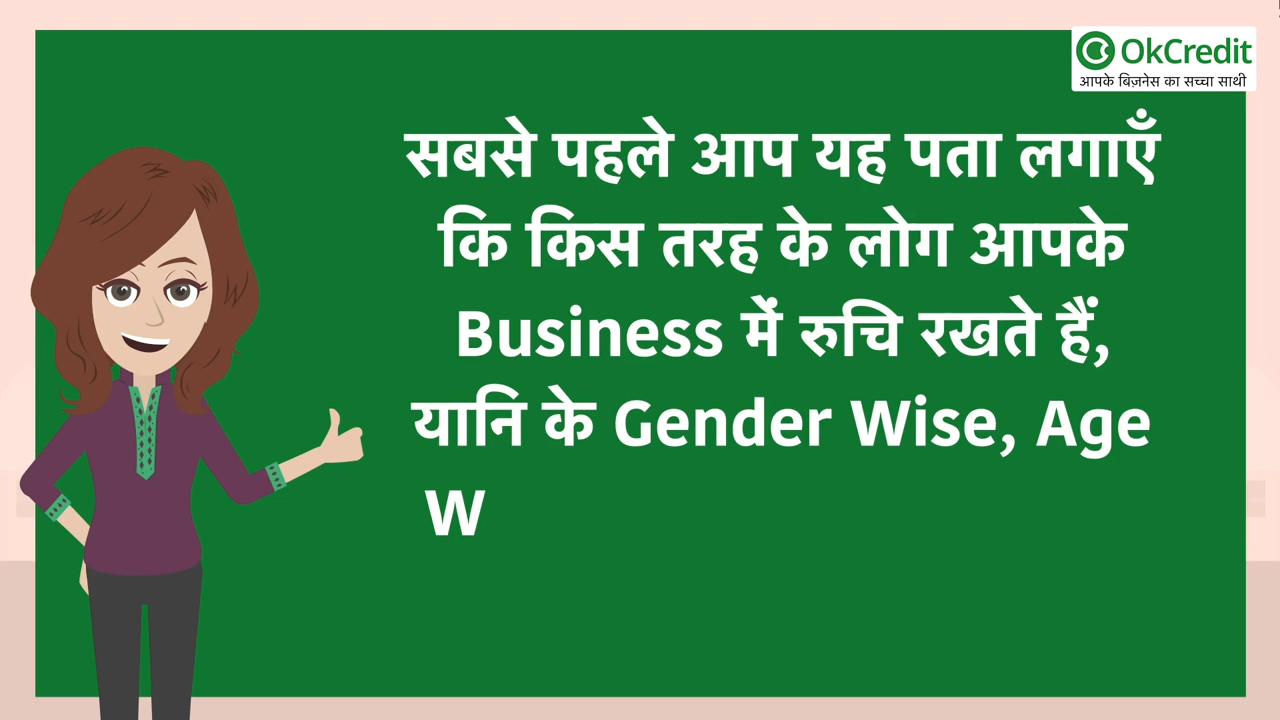 OkCredit
आपके बिज़नेस का सच्चा साथी
सबसे पहले आप यह पता लगाएँ
कि किस तरह के लोग आपके
Business में रुचि रखते हैं,
यानि के Gender Wise, Age
W